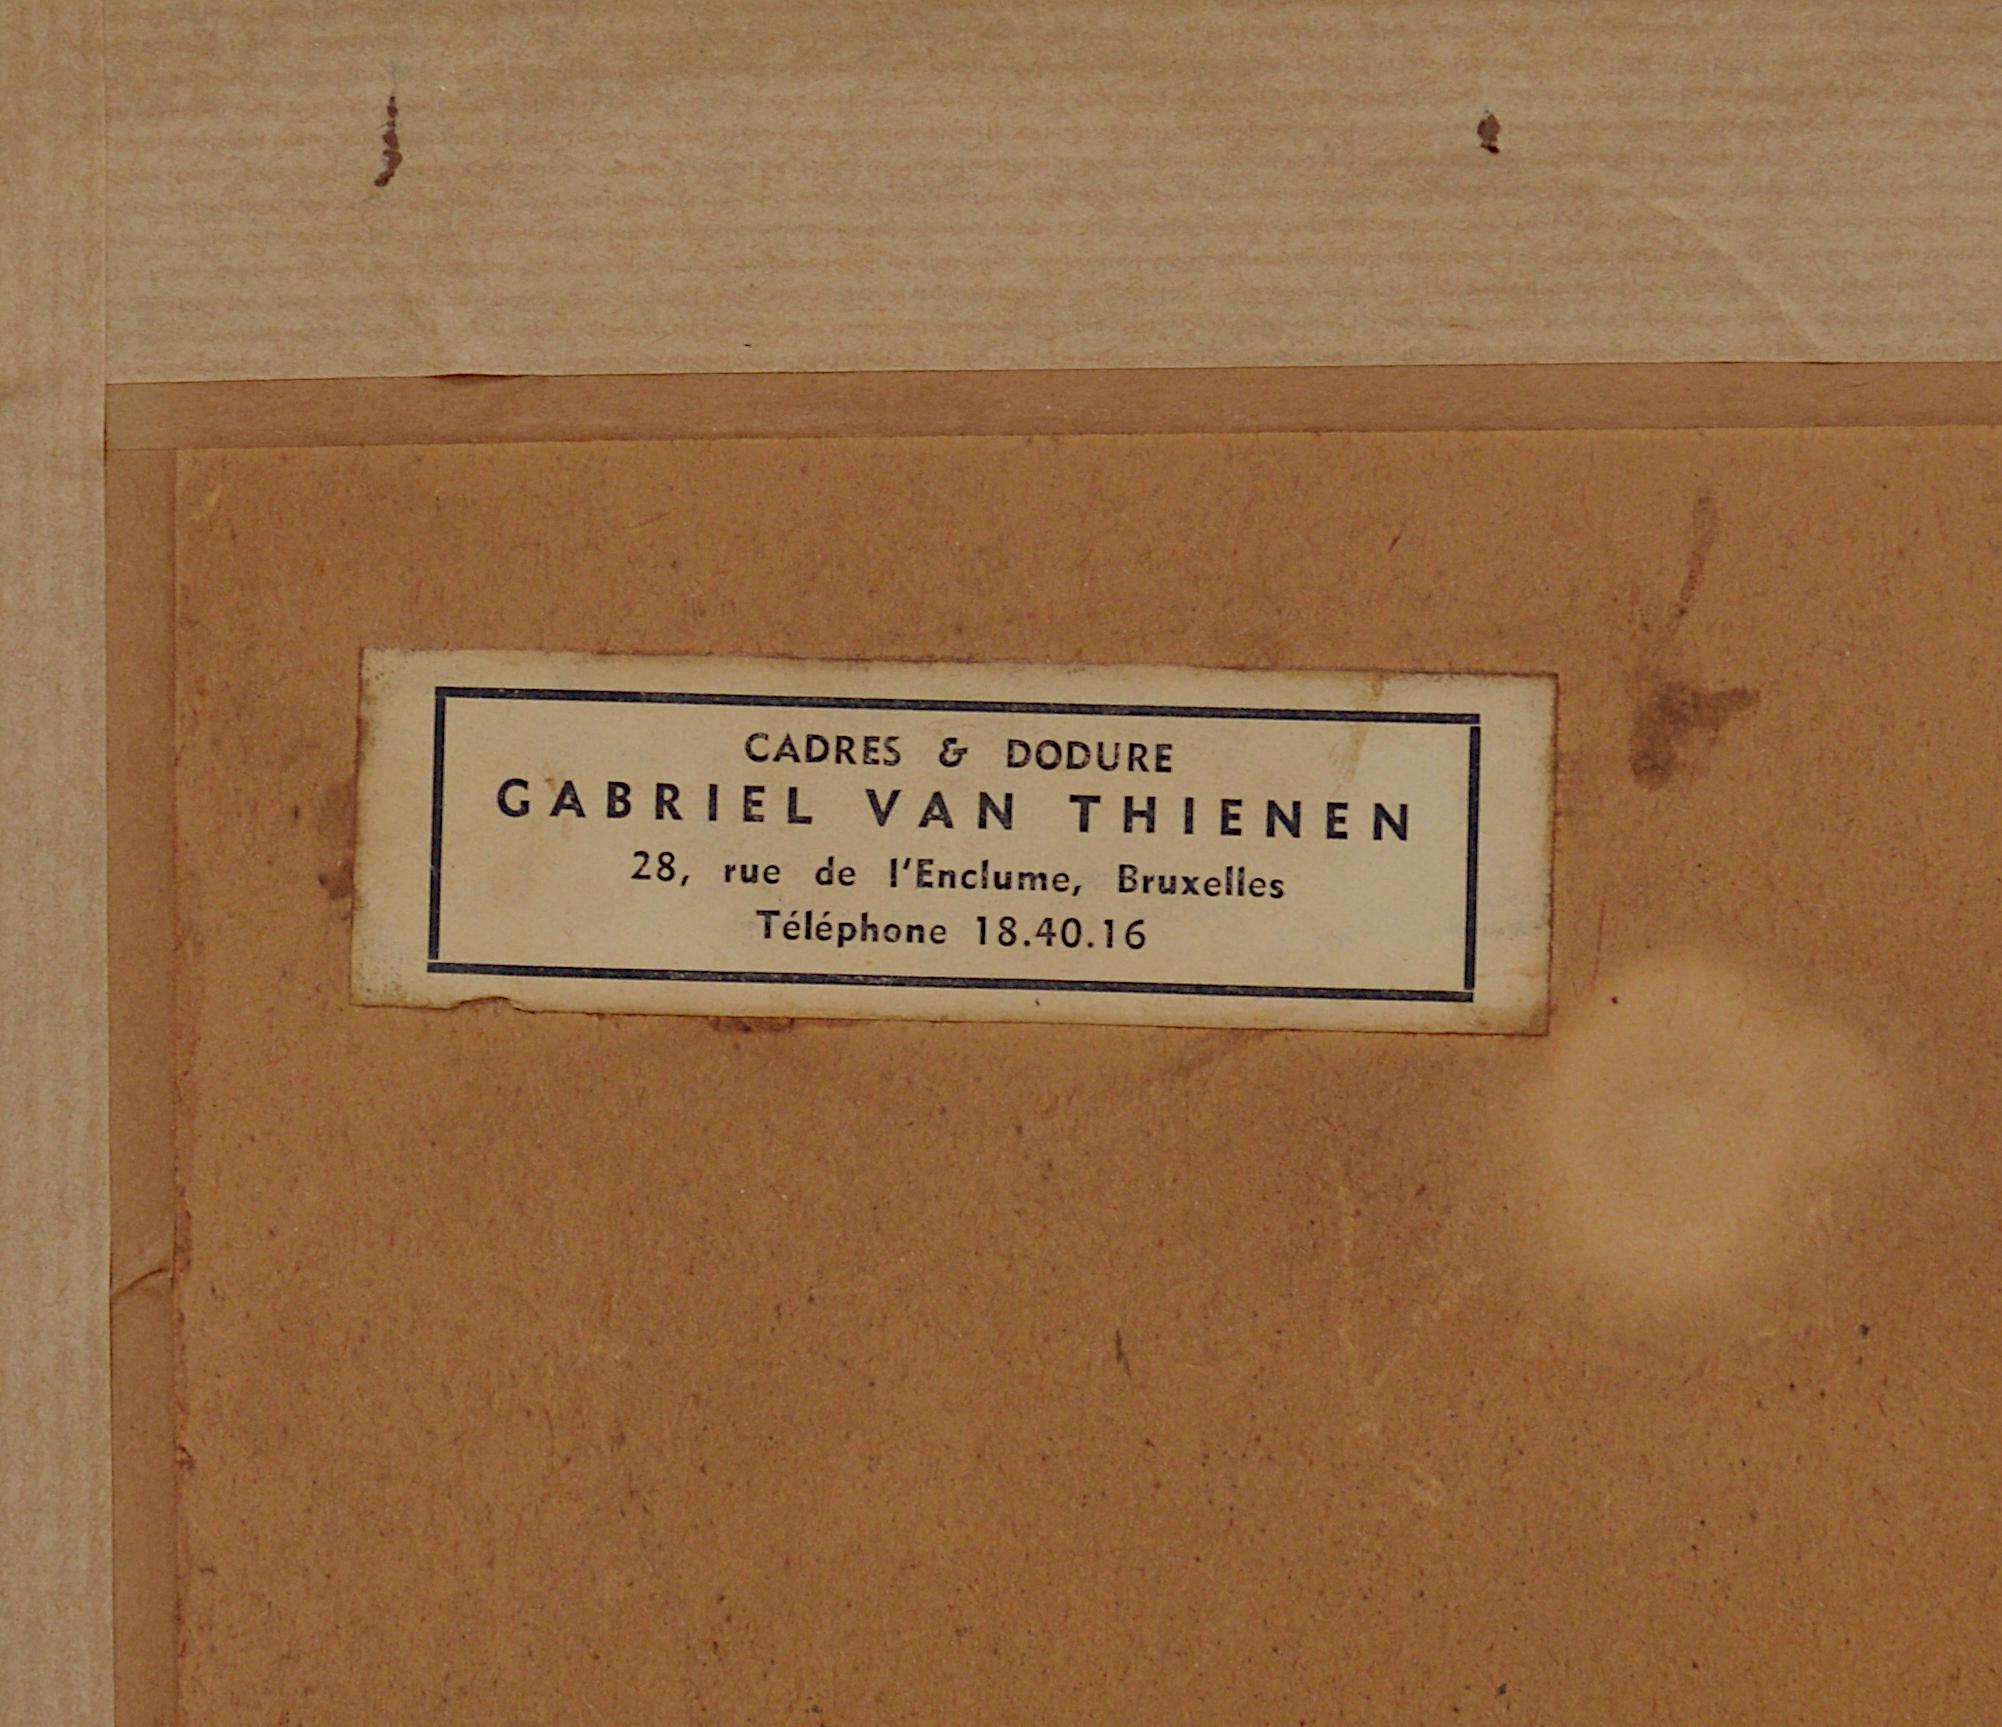 CADRES & DODURE
GABRIEL VAN THIENEN
28, rue de l'Enclume, Bruxelles
Téléphone 18.40.16